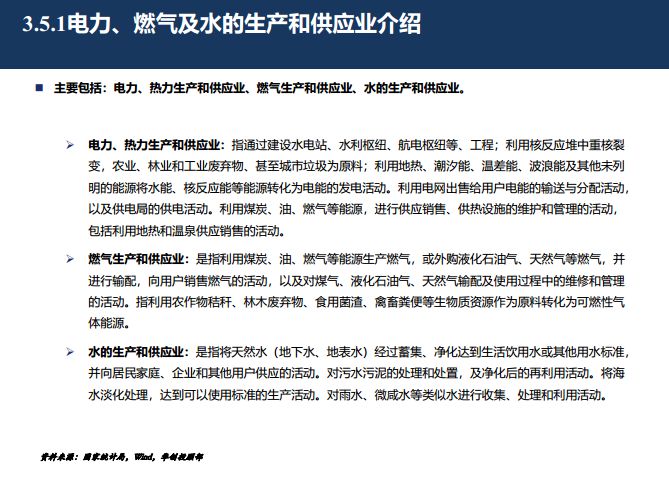 3.5.1电力、燃气及水的生产和供应业介绍
主要包括：电力、热力生产和供应业、燃气生产和供应业、水的生产和供应业。
电力、热力生产和供应业：指通过建设水电站、水利枢纽、航电枢纽等、工程；利用核反应堆中重核裂
变，农业、林业和工业废弃物、甚至城市垃圾为原料；利用地热、潮汐能、温差能、波浪能及其他未列
明的能源将水能、核反应能等能源转化为电能的发电活动。利用电网出售给用户电能的输送与分配活动，
以及供电局的供电活动。利用煤炭、油、燃气等能源，进行供应销售、供热设施的维护和管理的活动，
包括利用地热和温泉供应销售的活动。
燃气生产和供应业：是指利用煤炭、油、燃气等能源生产燃气，或外购液化石油气、天然气等燃气，并
进行输配，向用户销售燃气的活动，以及对煤气、液化石油气、天然气输配及使用过程中的维修和管理
的活动。指利用农作物秸秆、林木废弃物、食用菌渣、禽畜粪便等生物质资源作为原料转化为可燃性气
体能源。
水的生产和供应业：是指将天然水（地下水、地表水）经过蓄集、净化达到生活饮用水或其他用水标准，
并向居民家庭、企业和其他用户供应的活动。对污水污泥的处理和处置，及净化后的再利用活动。将海
水淡化处理，达到可以使用标准的生产活动。对雨水、微咸水等类似水进行收集、处理和利用活动。
资料来源：国家统计局，Wind，华创投顾部